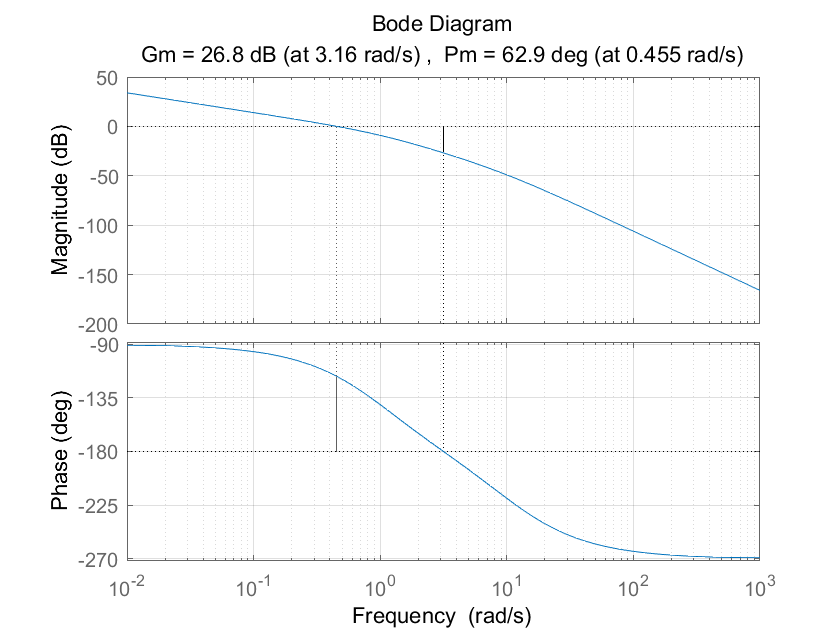 Bode Diagram
Gm = 26.8 dB (at 3.16 rad/s) ,  Pm = 62.9 deg (at 0.455 rad/s)
50
0
-50
-100
-150
-200
Magnitude (dB)
-90
-135
-180
-225
-270
Phase (deg)
10^-2 10^-1 10^0 10^1 10^2 10^3
Frequency  (rad/s)